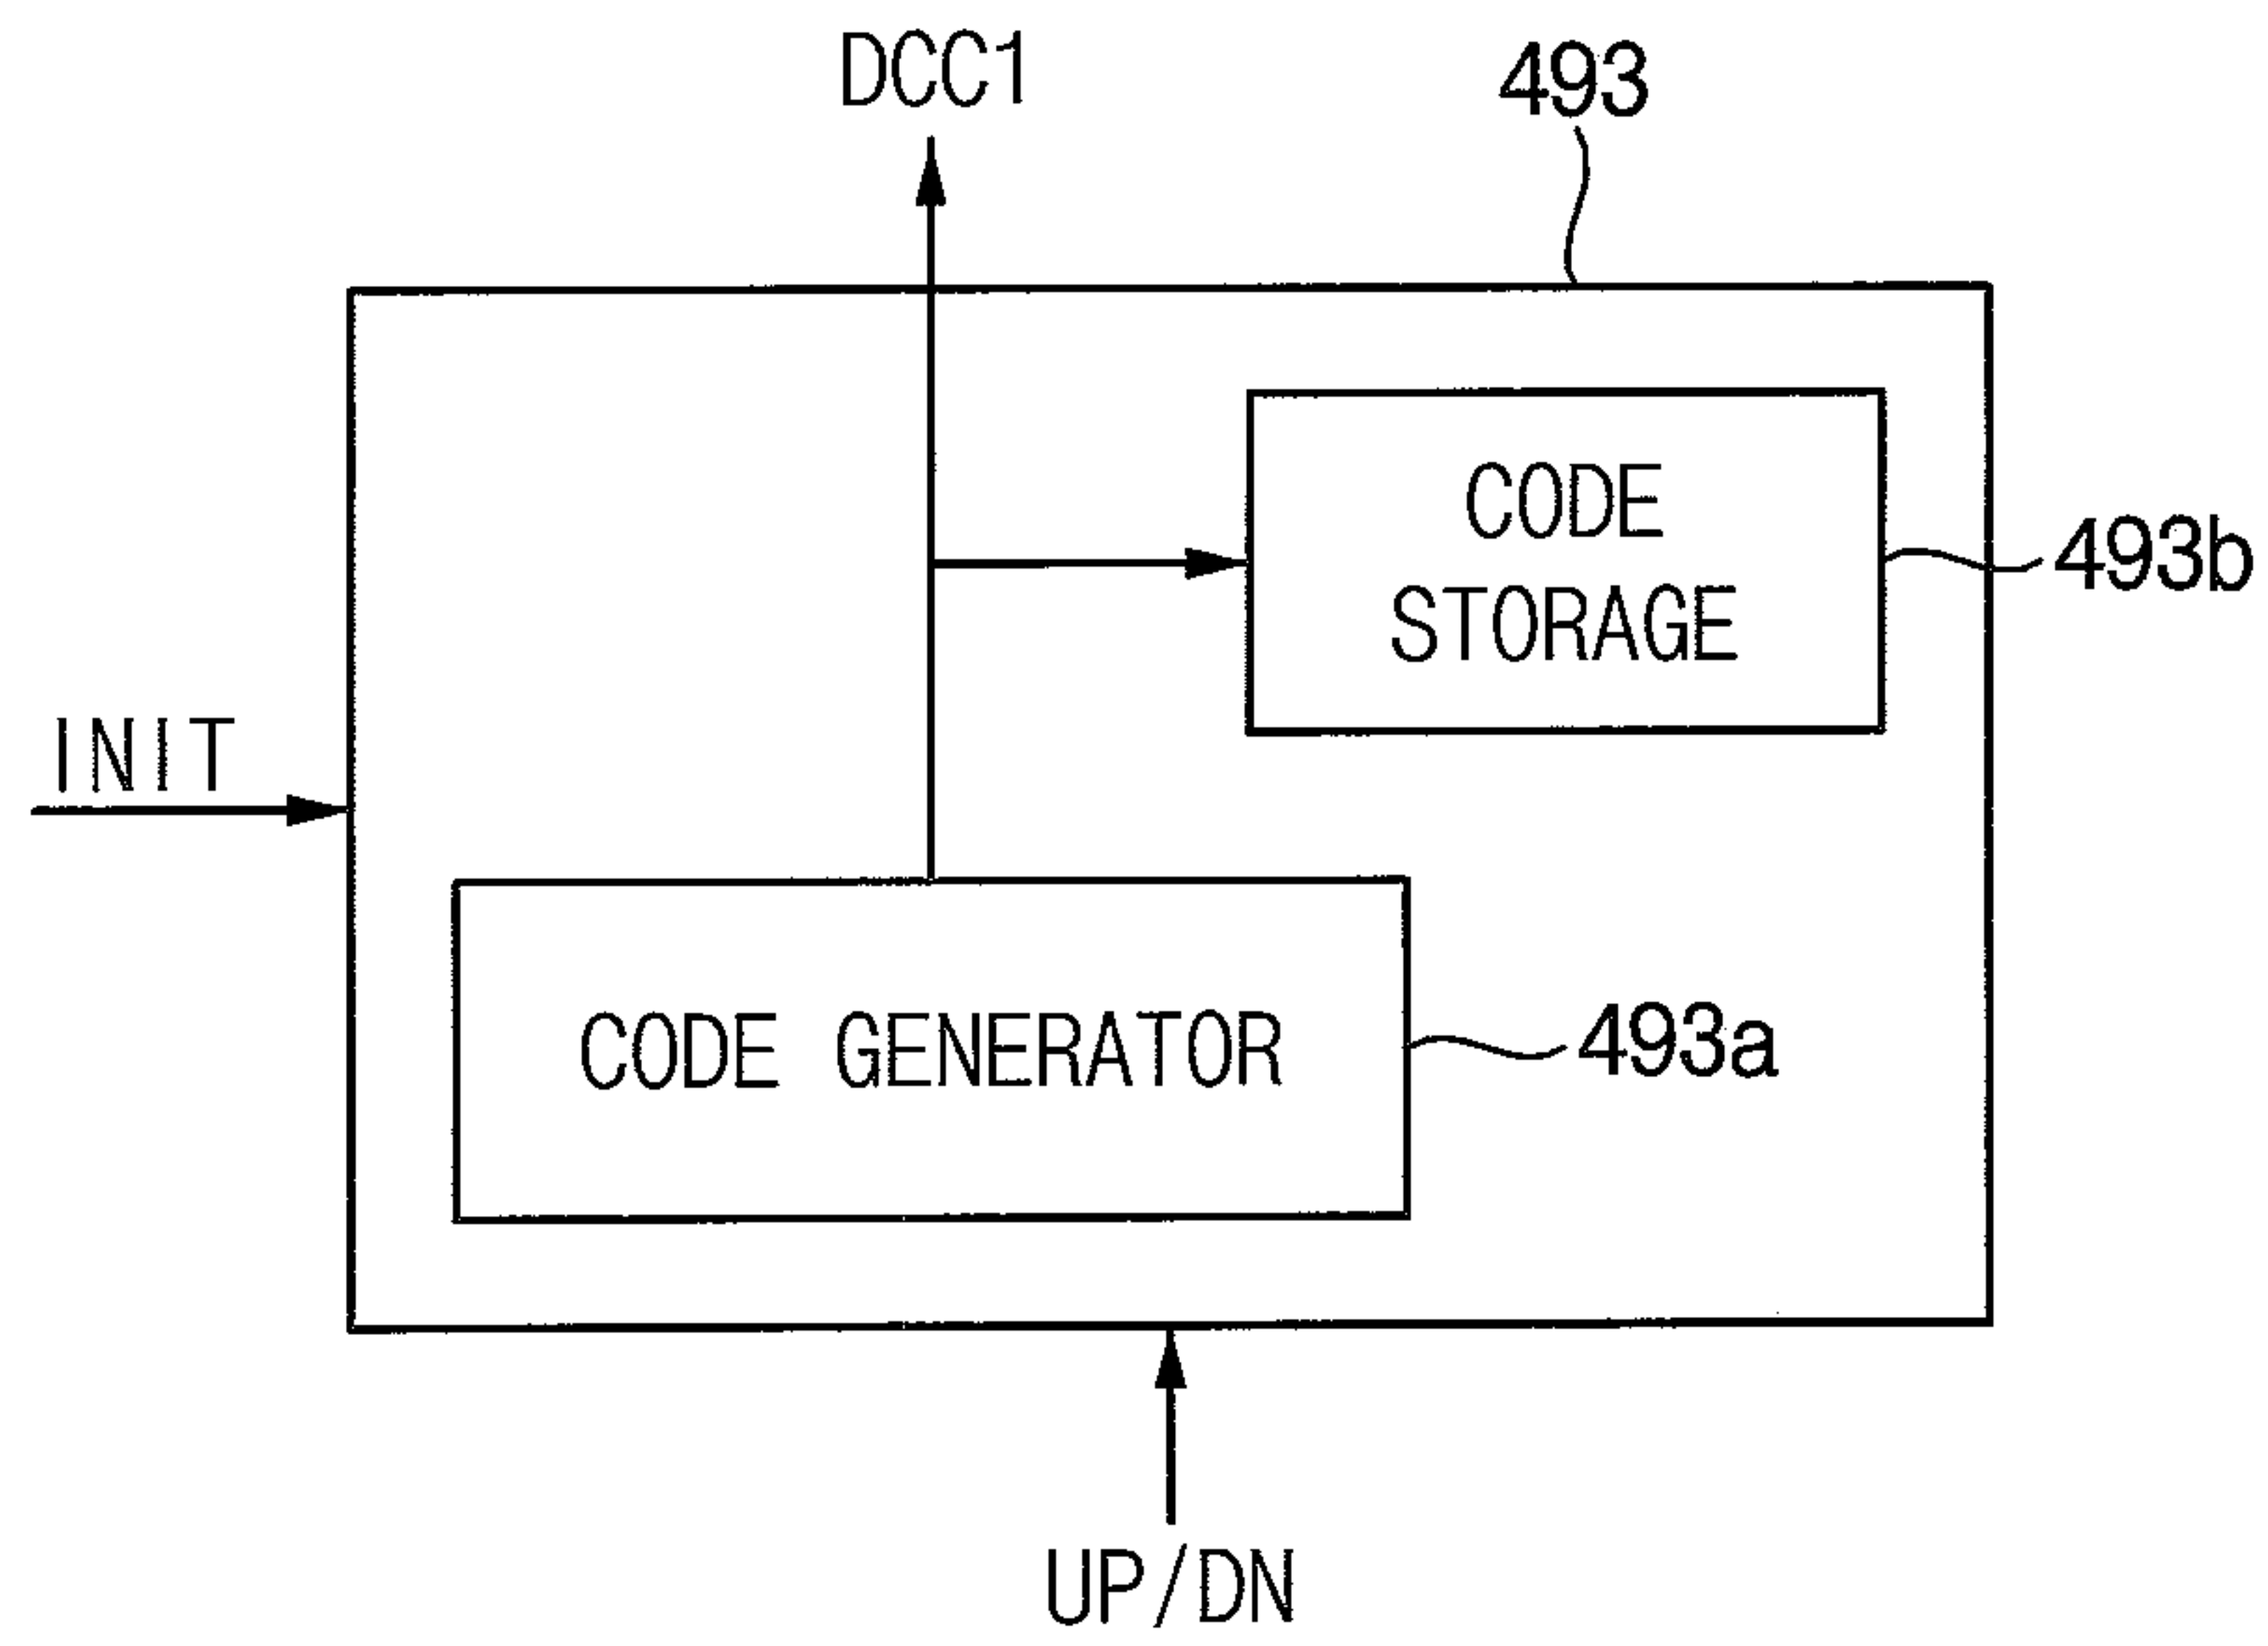 DCC1
493
CODE
STORAGE
493b
INIT
CODE GENERATOR
493a
UP/DN